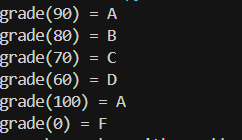 grade(90) = A
grade(80) = B
grade(70) = C
grade(60) = D
grade(100) = A
grade(0) = F